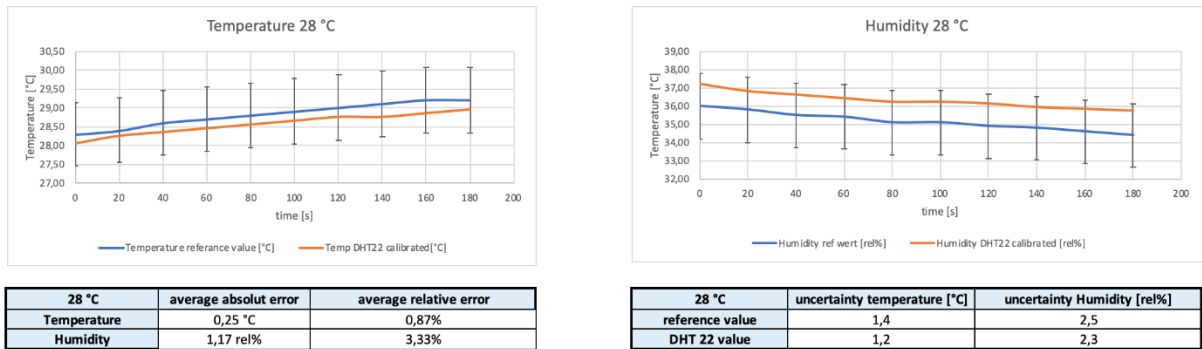 Temperature 28 °C
30,50
30,00
29,50
29,00
28,50
28,00
27,50
27,00
Temperature [°C]
0 20 40 60 80 100 120 140 160 180 200
time [s]
Temperature referance value [°C] Temp DHT22 calibrated[°C]
Humidity 28 °C
39,00
38,00
37,00
36,00
35,00
34,00
33,00
32,00
Temperature [°C]
0 20 40 60 80 100 120 140 160 180 200
time [s]
Humidity ref wert [rel%] Humidity DHT22 calibrated [rel%]
28 °C average absolut error average relative error
Temperature 0,25 °C 0,87%
Humidity 1,17 rel% 3,33%
28 °C uncertainty temperature [°C] uncertainty Humidity [rel%]
reference value 1,4 2,5
DHT 22 value 1,2 2,3